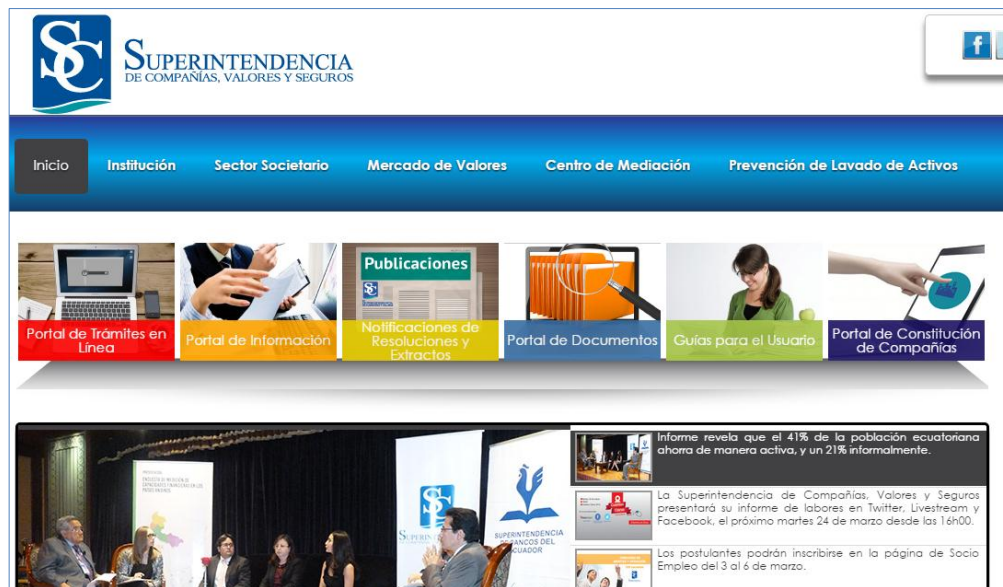 SC
SUPERINTENDENCIA
DE COMPAÑÍAS, VALORES Y SEGUROS
f
Inicio
Institución
Sector Societario
Mercado de Valores
Centro de Mediación
Prevención de Lavado de Activos
Publicaciones
SC
Portal de Trámites en
Línea
Portal de Información
Notificaciones de
Resoluciones y
Extractos
Portal de Documentos
Guías para el Usuario
Portal de Constitución
de Compañías
Informe revela que el 41% de la población ecuatoriana
ahorra de manera activa, y un 21% informalmente.
La Superintendencia de Compañías, Valores y Seguros
presentará su informe de labores en Twitter, Livestream y
Facebook, el próximo martes 24 de marzo desde las 16h00.
Los postulantes podrán inscribirse en la página de Socio
Empleo del 3 al 6 de marzo.
SC
SUPERINTENDENCIA